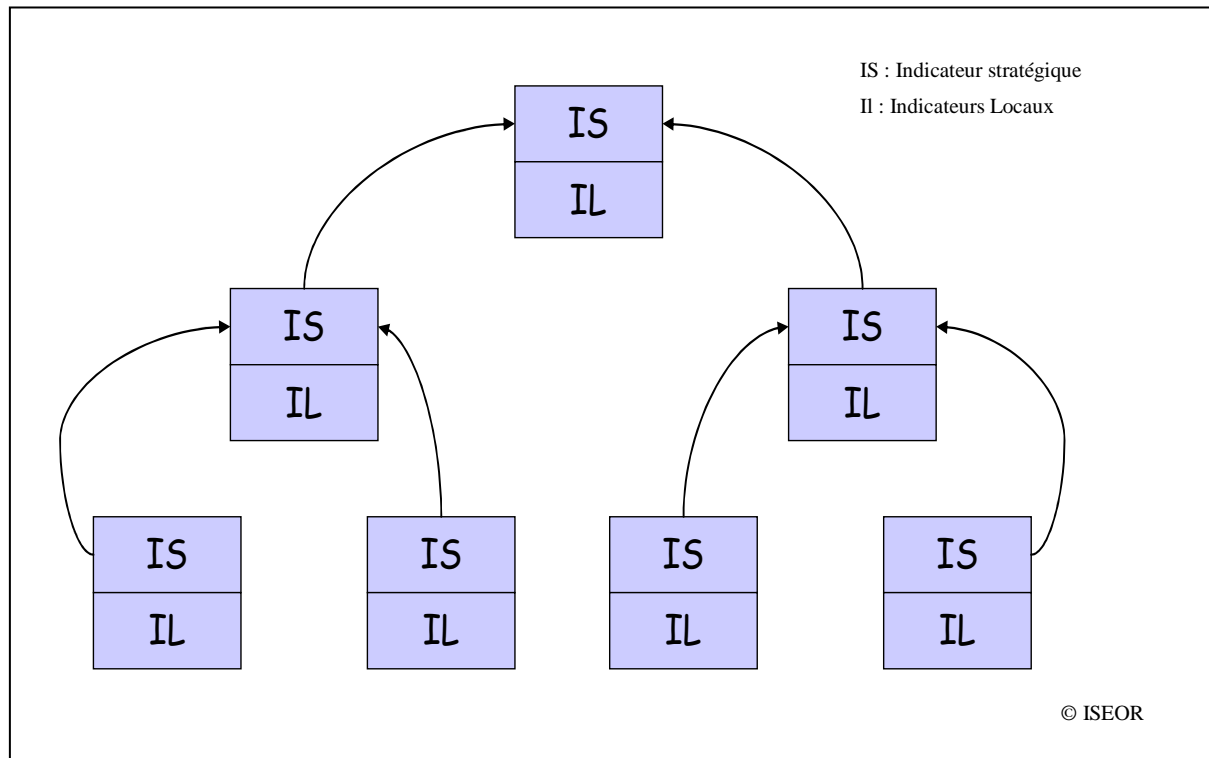 IS : Indicateur stratégique
Il : Indicateurs Locaux
IS
IL
IS
IS
IL
IL
IS
IS
IS
IS
IL
IL
IL
IL
© ISEOR